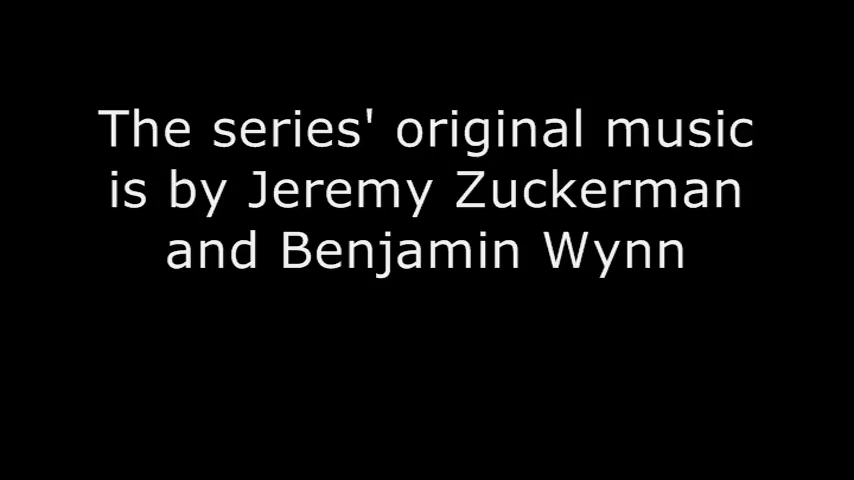 The series' original music
is by Jeremy Zuckerman
and Benjamin Wynn